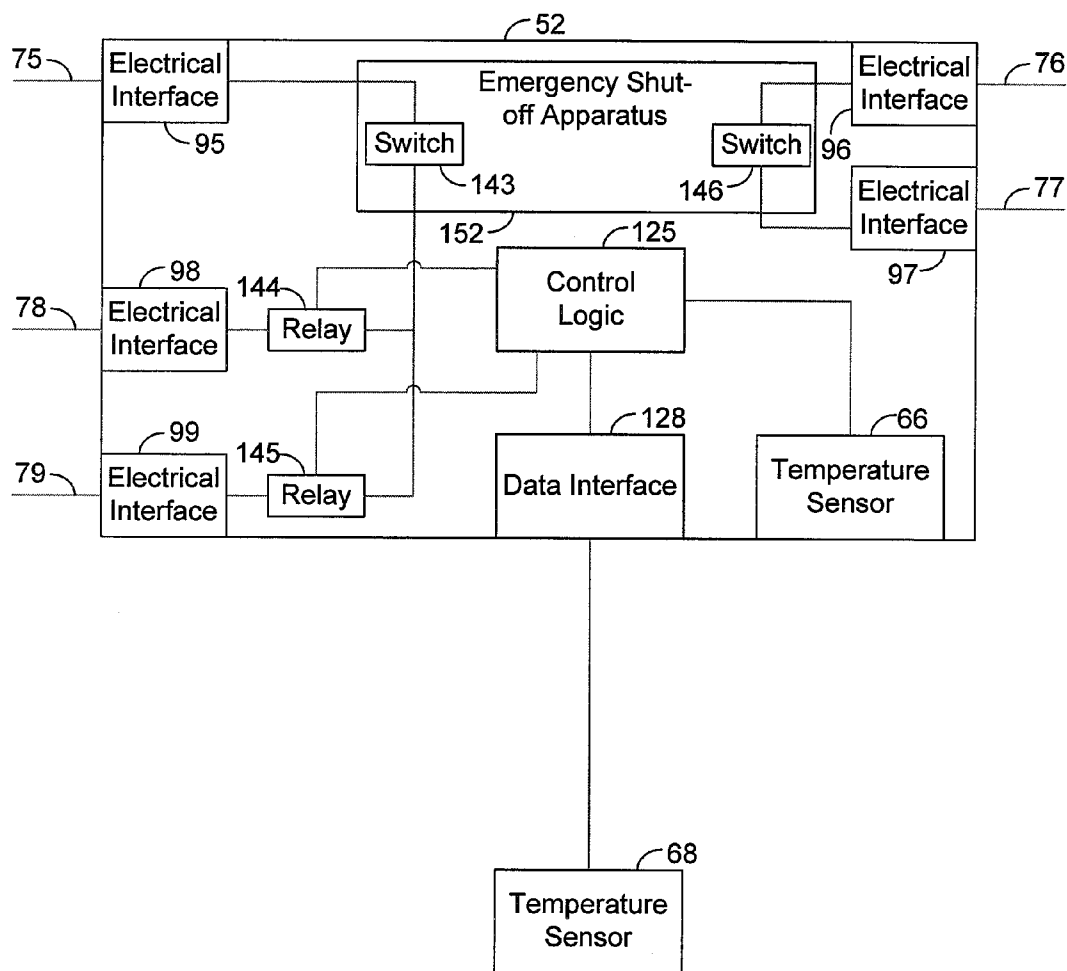 52
75
Electrical
Interface
95
Emergency Shut-
off Apparatus
Switch
143
Switch
146
152
Electrical
Interface
96
76
Electrical
Interface
97
77
125
Control
Logic
98
78
Electrical
Interface
144
Relay
99
79
Electrical
Interface
145
Relay
128
Data Interface
66
Temperature
Sensor
68
Temperature
Sensor